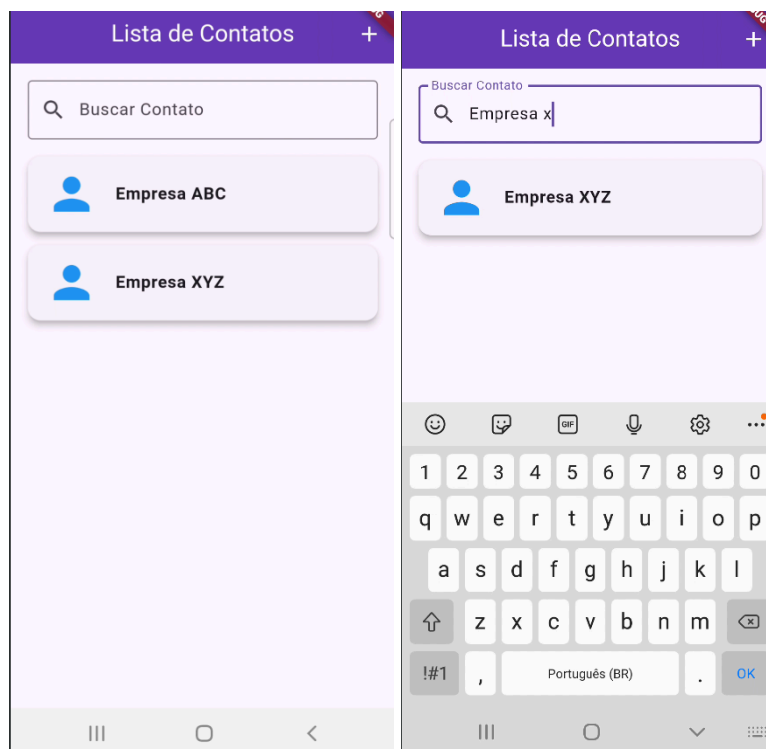 Lista de Contatos +
Buscar Contato
Empresa ABC
Empresa XYZ
Lista de Contatos +
Buscar Contato
Empresa x
Empresa XYZ
GIF
1 2 3 4 5 6 7 8 9 0
q w e r t y u i o p
a s d f g h j k l
z x c v b n m
!#1 , Português (BR) . OK